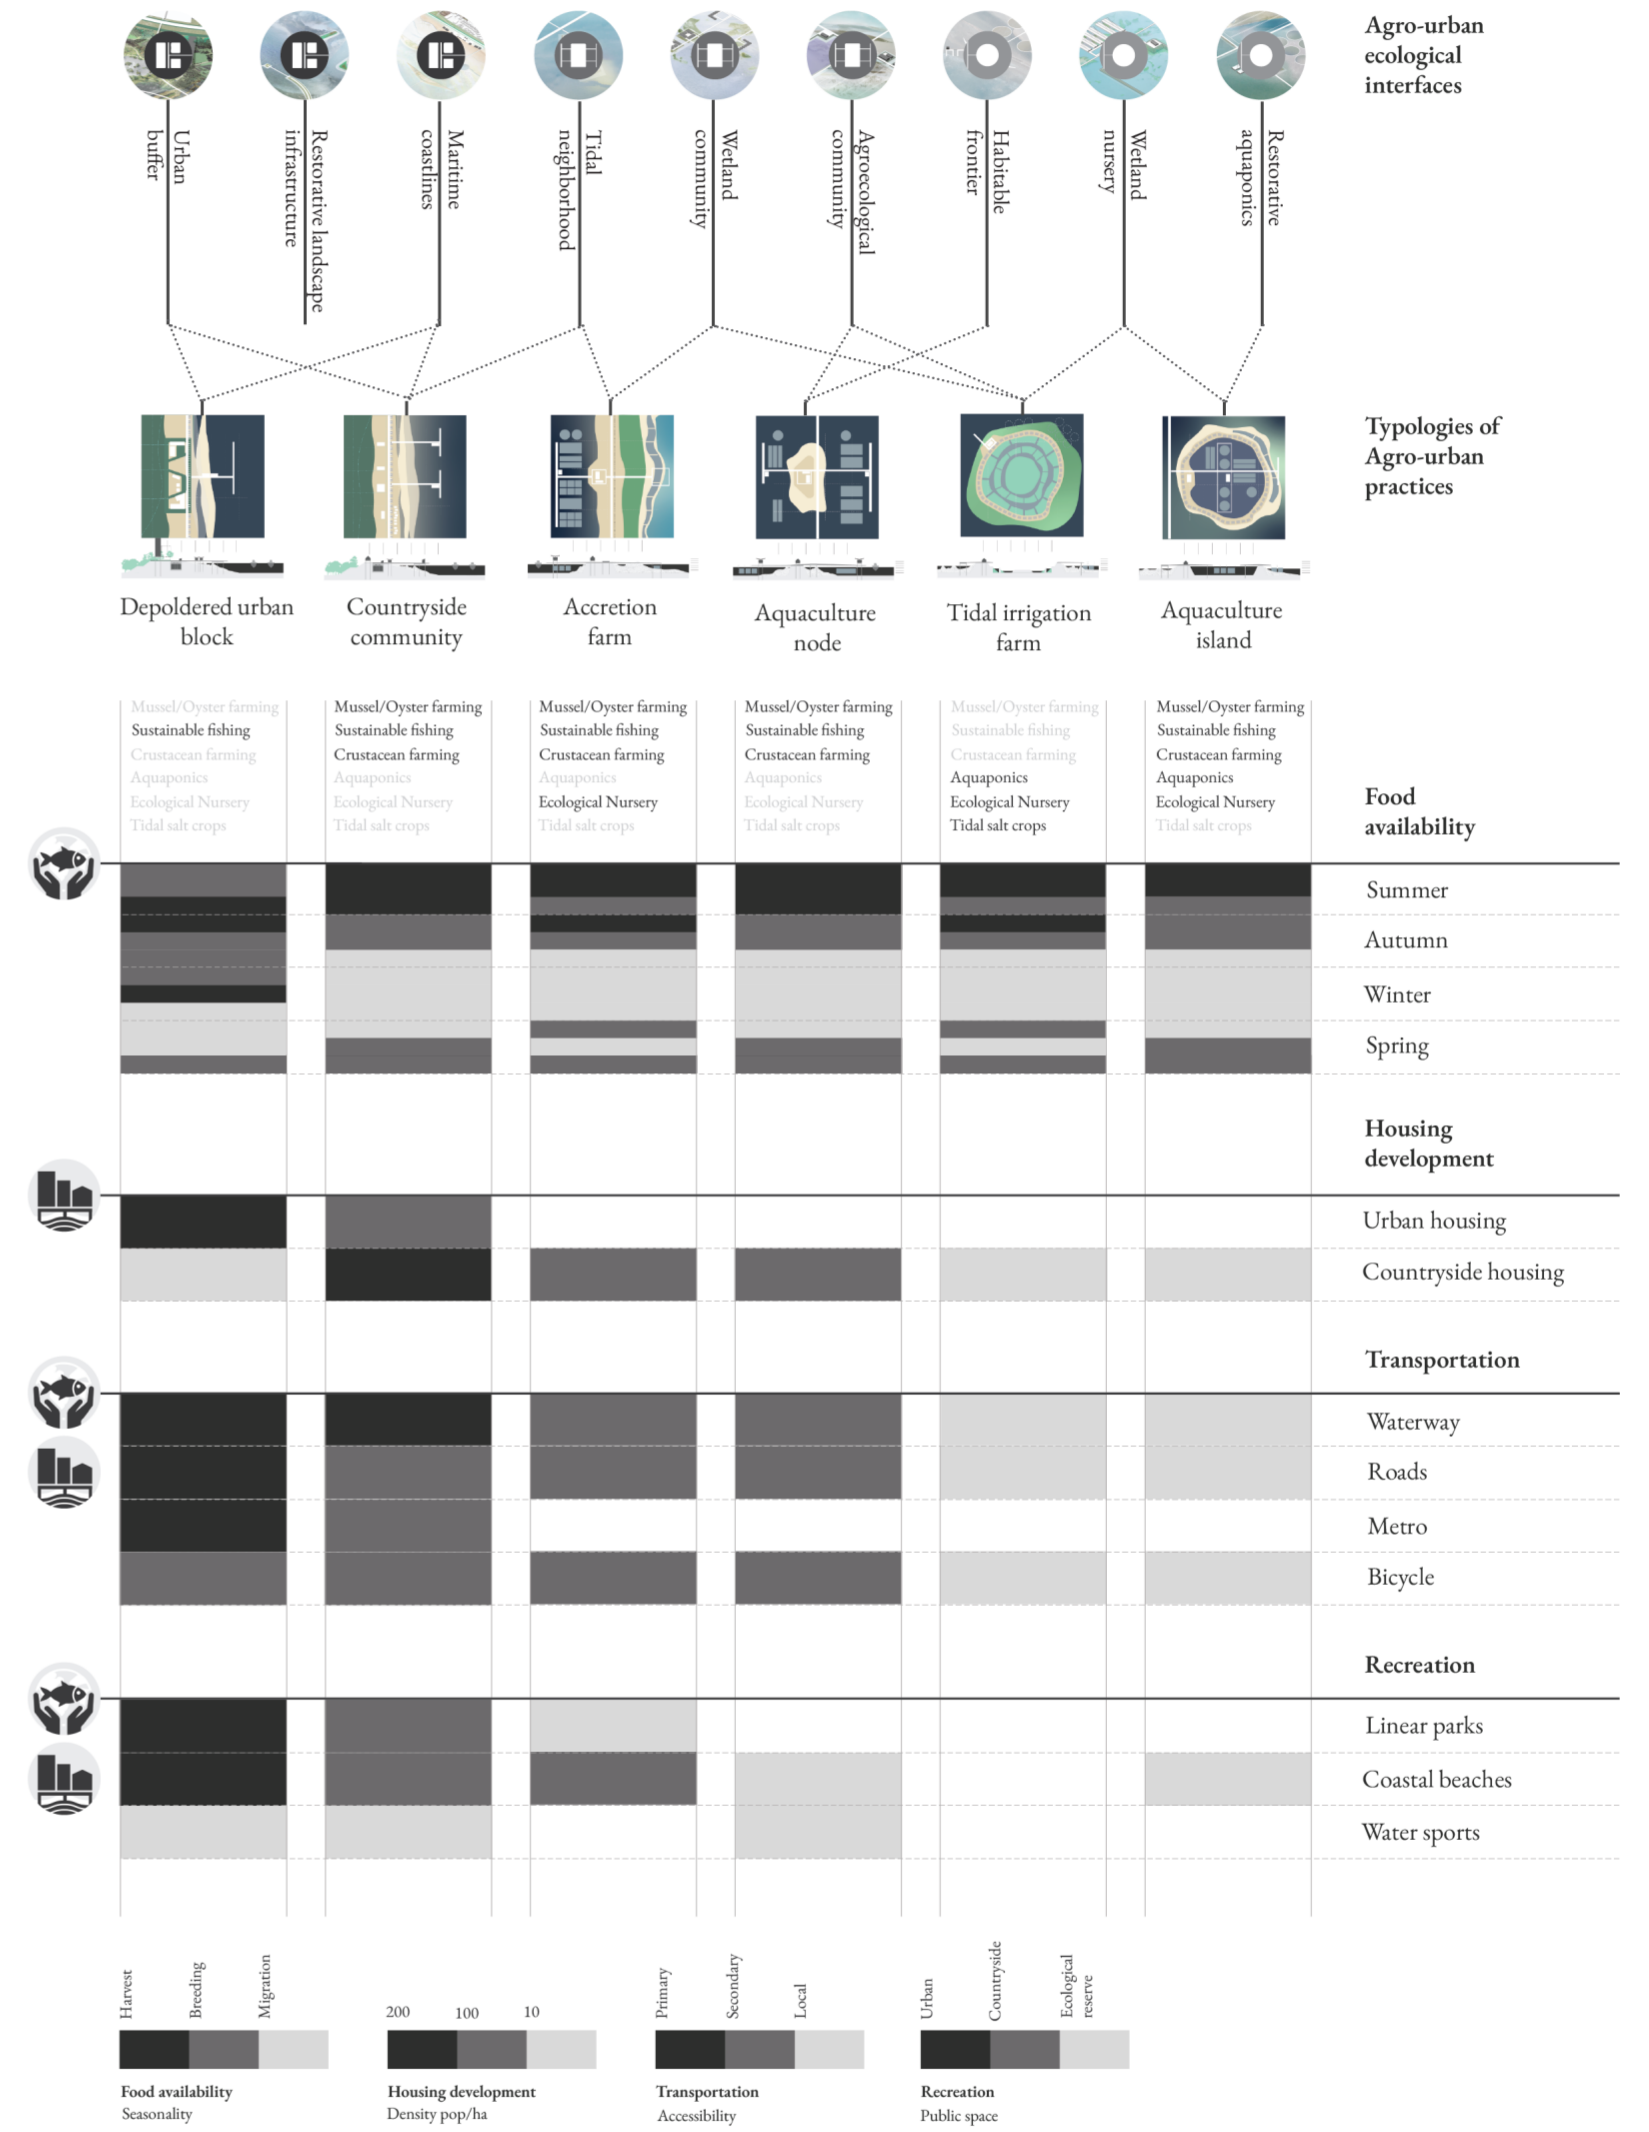 Agro-urban
ecological
interfaces
Urban
buffer
Restorative landscape
infrastructure
Maritime
coastlines
Tidal
neighborhood
Wetland
community
Agroecological
community
Habitable
frontier
Wetland
nursery
Restorative
aquaponics
Typologies of
Agro-urban
practices
Depoldered urban
block
Countryside
community
Accretion
farm
Aquaculture
node
Tidal irrigation
farm
Aquaculture
island
Mussel/Oyster farming
Sustainable fishing
Crustacean farming
Aquaponics
Ecological Nursery
Tidal salt crops
Mussel/Oyster farming
Sustainable fishing
Crustacean farming
Aquaponics
Ecological Nursery
Tidal salt crops
Mussel/Oyster farming
Sustainable fishing
Crustacean farming
Aquaponics
Ecological Nursery
Tidal salt crops
Mussel/Oyster farming
Sustainable fishing
Crustacean farming
Aquaponics
Ecological Nursery
Tidal salt crops
Mussel/Oyster farming
Sustainable fishing
Crustacean farming
Aquaponics
Ecological Nursery
Tidal salt crops
Mussel/Oyster farming
Sustainable fishing
Crustacean farming
Aquaponics
Ecological Nursery
Tidal salt crops
Food
availability
Summer
Autumn
Winter
Spring
Housing
development
Urban housing
Countryside housing
Transportation
Waterway
Roads
Metro
Bicycle
Recreation
Linear parks
Coastal beaches
Water sports
Harvest
Breeding
Migration
Food availability
Seasonality
200
100
10
Housing development
Density pop/ha
Primary
Secondary
Local
Transportation
Accessibility
Urban
Countryside
Ecological
reserve
Recreation
Public space